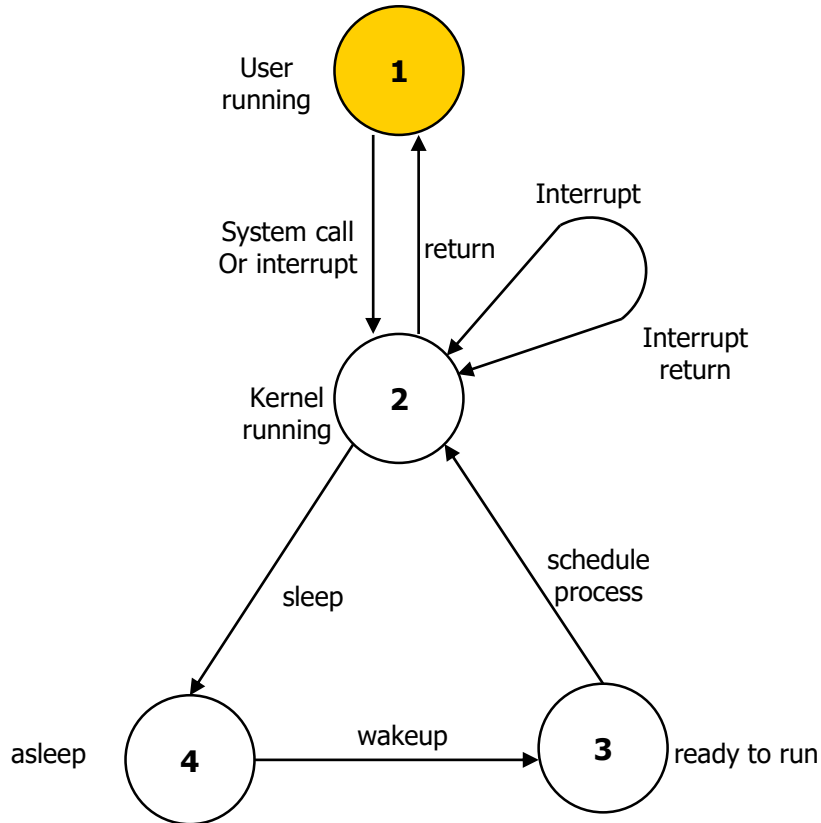 1
User
running
Interrupt
System call
Or interrupt
return
Interrupt
return
2
Kernel
running
schedule
process
sleep
wakeup
asleep
4
3
ready to run